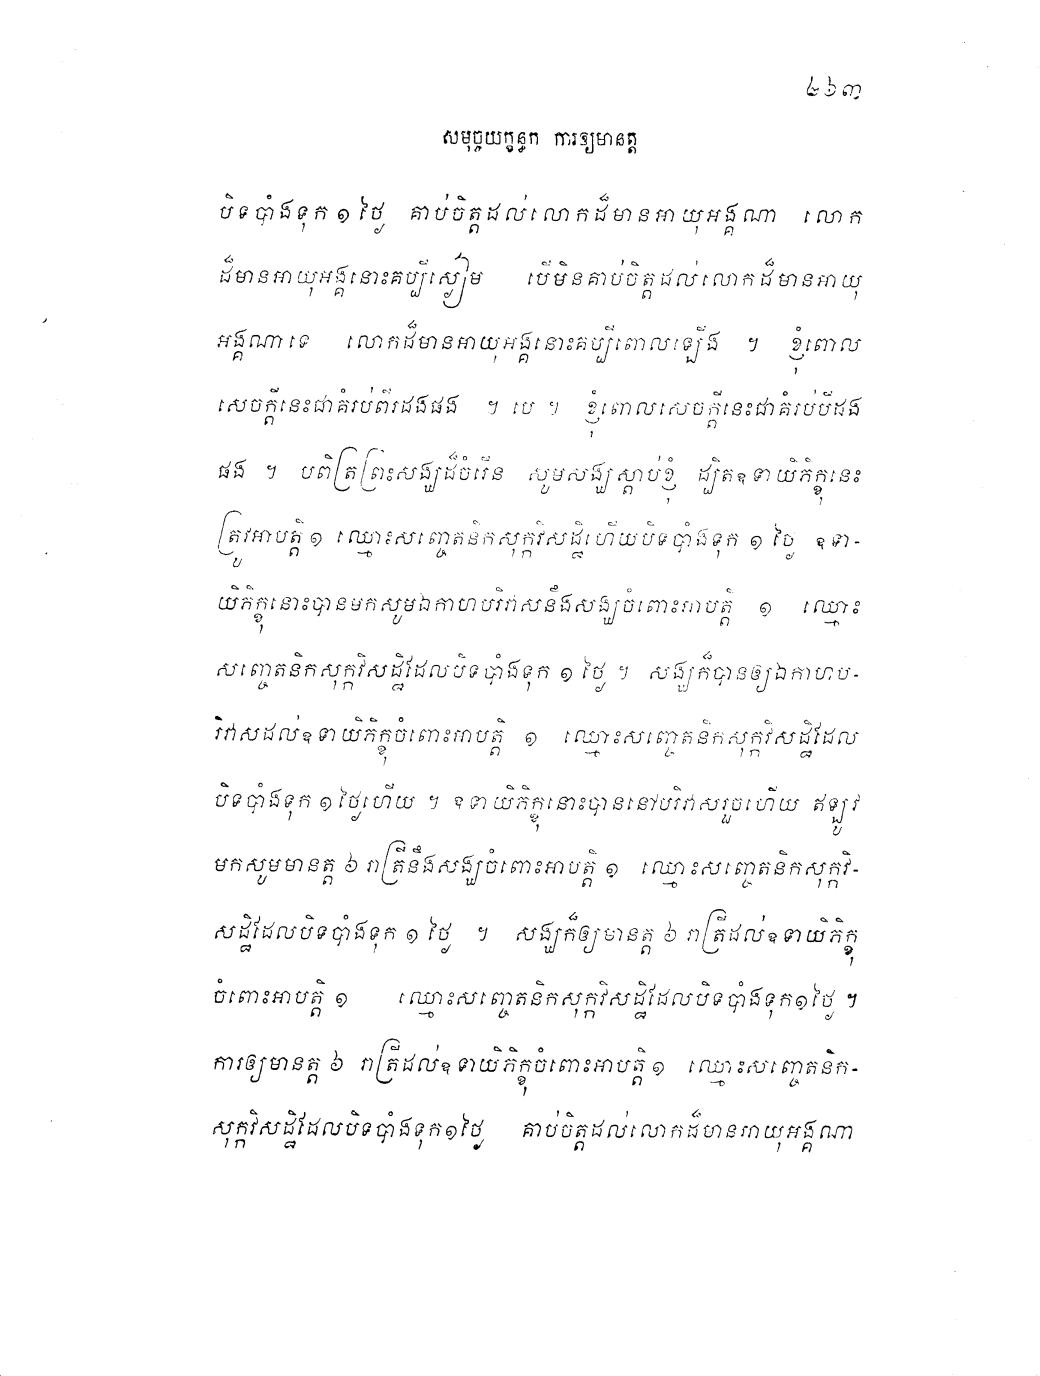 ៤៦៣
សមុច្ចយក្ខន្ធក ការឲ្យមានត្ត
បិទបាំងទុក ១ ថ្ងៃ គាប់ចិត្តដល់លោកដ៏មានអាយុអង្គណា លោក
ដ៏មានអាយុអង្គនោះគប្បីស្ងៀម បើមិនគាប់ចិត្តដល់លោកដ៏មានអាយុ
អង្គណាទេ លោកដ៏មានអាយុអង្គនោះគប្បីពោលឡើង ។ ខ្ញុំពោល
សេចក្តីនេះជាគំរប់ពីរដងផង ។ បេ ។ ខ្ញុំពោលសេចក្តីនេះជាគំរប់បីដង
ផង ។ បពិត្រព្រះសង្ឃដ៏ចំរើន សូមសង្ឃស្តាប់ខ្ញុំ ដ្បិតឧទាយិភិក្ខុនេះ
ត្រូវអាបត្តិ ១ ឈ្មោះសញ្ចេតនិកសុក្កវិសដ្ឋិហើយបិទបាំងទុក ១ ថ្ងៃ ឧទា-
យិភិក្ខុនោះបានមកសូមឯកាហបរិវាសនឹងសង្ឃចំពោះអាបត្តិ ១ ឈ្មោះ
សញ្ចេតនិកសុក្កវិសដ្ឋិដែលបិទបាំងទុក ១ ថ្ងៃ ។ សង្ឃក៏បានឲ្យឯកាហប-
រិវាសដល់ឧទាយិភិក្ខុចំពោះអាបត្តិ ១ ឈ្មោះសញ្ចេតនិកសុក្កវិសដ្ឋិដែល
បិទបាំងទុក ១ ថ្ងៃហើយ ។ ឧទាយិភិក្ខុនោះបាននៅបរិវាសរួចហើយ ឥឡូវ
មកសូមមានត្ត ៦ រាត្រីនឹងសង្ឃចំពោះអាបត្តិ ១ ឈ្មោះសញ្ចេតនិកសុក្កវិ-
សដ្ឋិដែលបិទបាំងទុក ១ ថ្ងៃ ។ សង្ឃក៏ឲ្យមានត្ត ៦ រាត្រីដល់ឧទាយិភិក្ខុ
ចំពោះអាបត្តិ ១ ឈ្មោះសញ្ចេតនិកសុក្កវិសដ្ឋិដែលបិទបាំងទុក១ថ្ងៃ ។
ការឲ្យមានត្ត ៦ រាត្រីដល់ឧទាយិភិក្ខុចំពោះអាបត្តិ ១ ឈ្មោះសញ្ចេតនិក-
សុក្កវិសដ្ឋិដែលបិទបាំងទុក១ថ្ងៃ គាប់ចិត្តដល់លោកដ៏មានអាយុអង្គណា